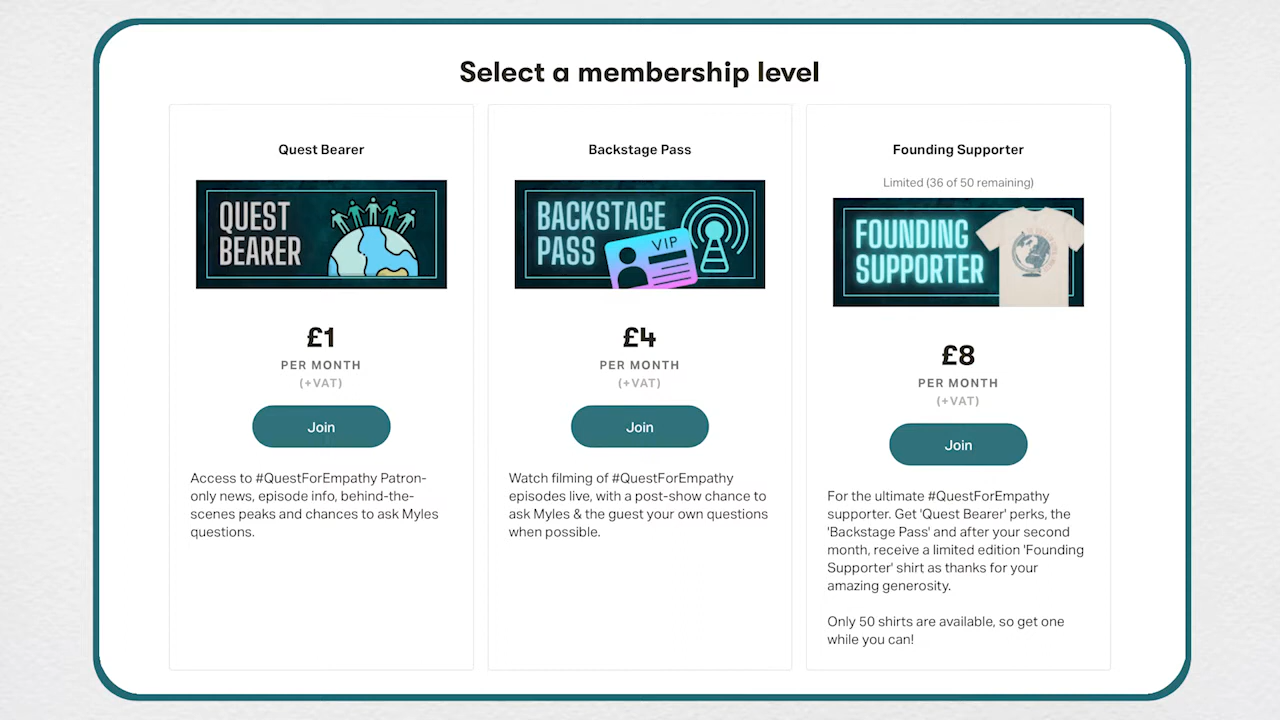 Select a membership level
Quest Bearer
QUEST
BEARER
£1
PER MONTH
(+VAT)
Join
Access to #QuestForEmpathy Patron-
only news, episode info, behind-the-
scenes peaks and chances to ask Myles
questions.
Backstage Pass
BACKSTAGE
PASS
VIP
£4
PER MONTH
(+VAT)
Join
Watch filming of #QuestForEmpathy
episodes live, with a post-show chance to
ask Myles & the guest your own questions
when possible.
Founding Supporter
Limited (36 of 50 remaining)
FOUNDING
SUPPORTER
£8
PER MONTH
(+VAT)
Join
For the ultimate #QuestForEmpathy
supporter. Get 'Quest Bearer' perks, the
'Backstage Pass' and after your second
month, receive a limited edition 'Founding
Supporter' shirt as thanks for your
amazing generosity.
Only 50 shirts are available, so get one
while you can!